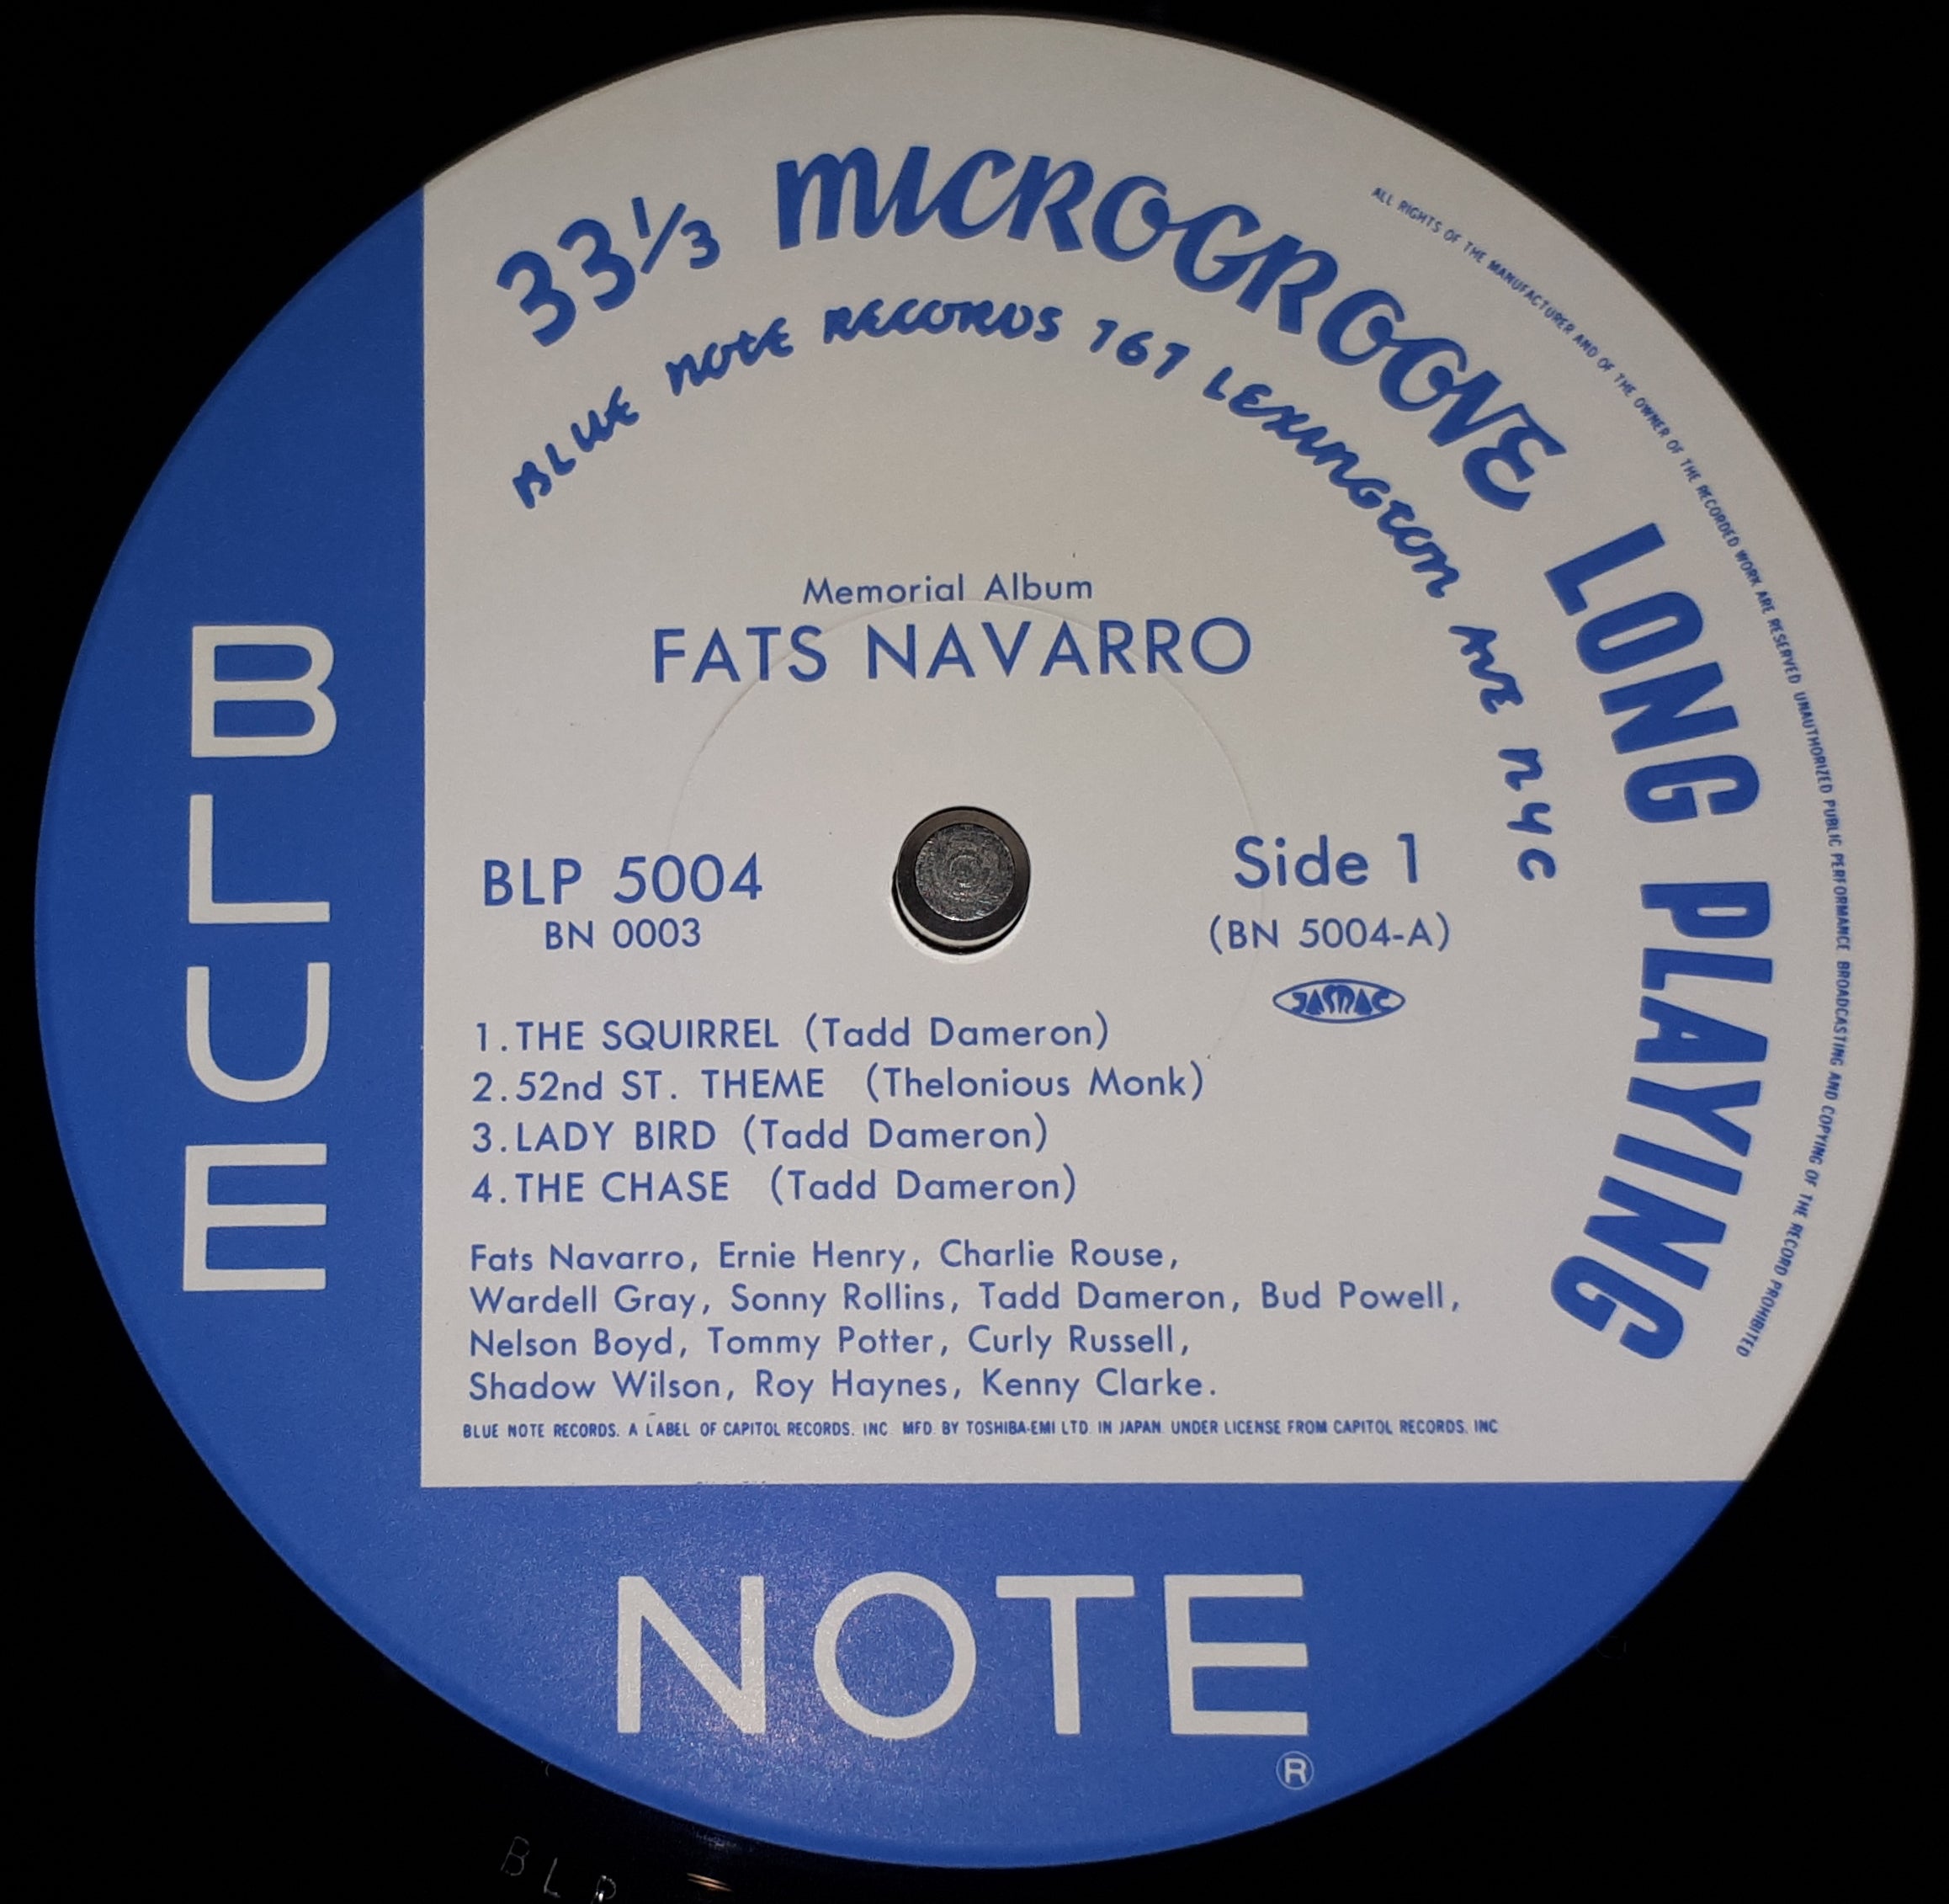 33⅓ MICROGROOVE LONG PLAYING
BLUE NOTE RECORDS 767 LEXINGTON AVE NYC
ALL RIGHTS OF THE MANUFACTURER AND OF THE OWNER OF THE RECORDED WORK ARE RESERVED UNAUTHORIZED PUBLIC PERFORMANCE BROADCASTING AND COPYING OF THE RECORD PROHIBITED
Memorial Album
FATS NAVARRO
BLP 5004
BN 0003
Side 1
(BN 5004-A)
JASRAC
1. THE SQUIRREL (Tadd Dameron)
2. 52nd ST. THEME (Thelonious Monk)
3. LADY BIRD (Tadd Dameron)
4. THE CHASE (Tadd Dameron)
Fats Navarro, Ernie Henry, Charlie Rouse,
Wardell Gray, Sonny Rollins, Tadd Dameron, Bud Powell,
Nelson Boyd, Tommy Potter, Curly Russell,
Shadow Wilson, Roy Haynes, Kenny Clarke.
BLUE NOTE RECORDS. A LABEL OF CAPITOL RECORDS, INC. MFD. BY TOSHIBA-EMI LTD. IN JAPAN. UNDER LICENSE FROM CAPITOL RECORDS, INC
BLUE
NOTE
®
BLP